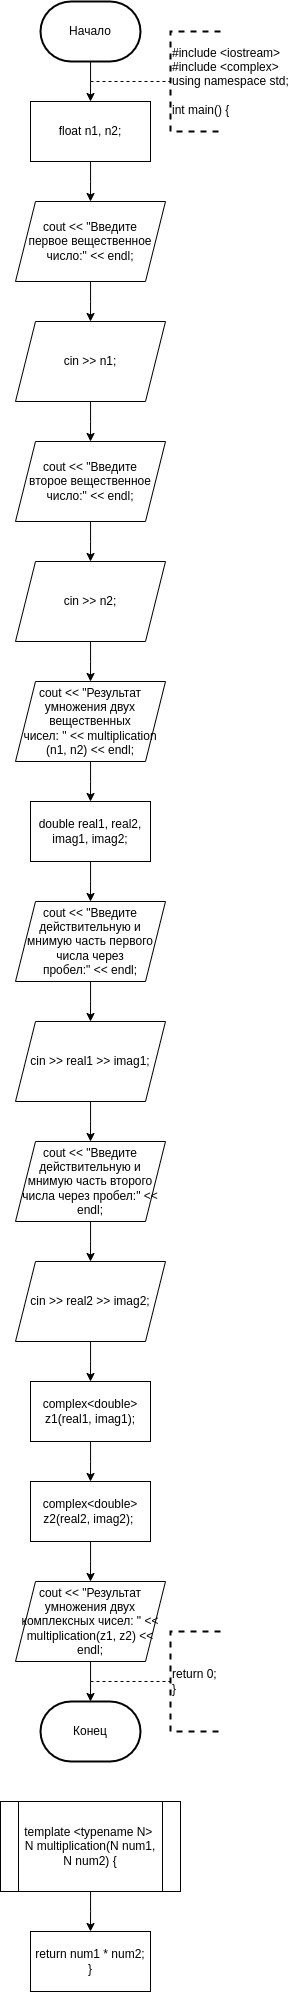 Начало
#include <iostream>
#include <complex>
using namespace std;
int main() {
float n1, n2;
cout << "Введите
первое вещественное
число:" << endl;
cin >> n1;
cout << "Введите
второе вещественное
число:" << endl;
cin >> n2;
cout << "Результат
умножения двух
вещественных
чисел: " << multiplication
(n1, n2) << endl;
double real1, real2,
imag1, imag2;
cout << "Введите
действительную и
мнимую часть первого
числа через
пробел:" << endl;
cin >> real1 >> imag1;
cout << "Введите
действительную и
мнимую часть второго
числа через пробел:" <<
endl;
cin >> real2 >> imag2;
complex<double>
z1(real1, imag1);
complex<double>
z2(real2, imag2);
cout << "Результат
умножения двух
комплексных чисел: " <<
multiplication(z1, z2) <<
endl;
return 0;
}
Конец
template <typename N>
N multiplication(N num1,
N num2) {
return num1 * num2;
}